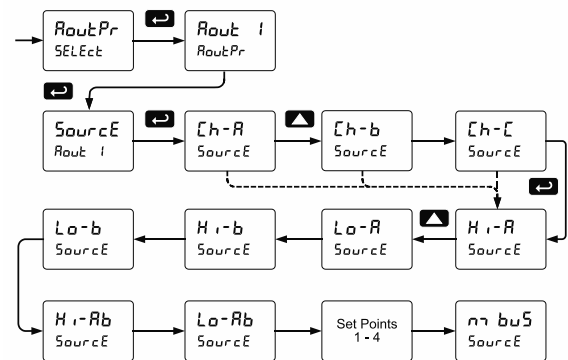 AoutPr
SELEct
Aout 1
AoutPr
SourcE
Aout 1
Ch-A
SourcE
Ch-b
SourcE
Ch-C
SourcE
Lo-b
SourcE
Hi-b
SourcE
Lo-A
SourcE
Hi-A
SourcE
Hi-Ab
SourcE
Lo-Ab
SourcE
Set Points
1 - 4
m buS
SourcE